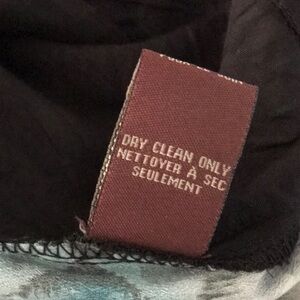 DRY CLEAN ONLY
NETTOYER À SEC
SEULEMENT